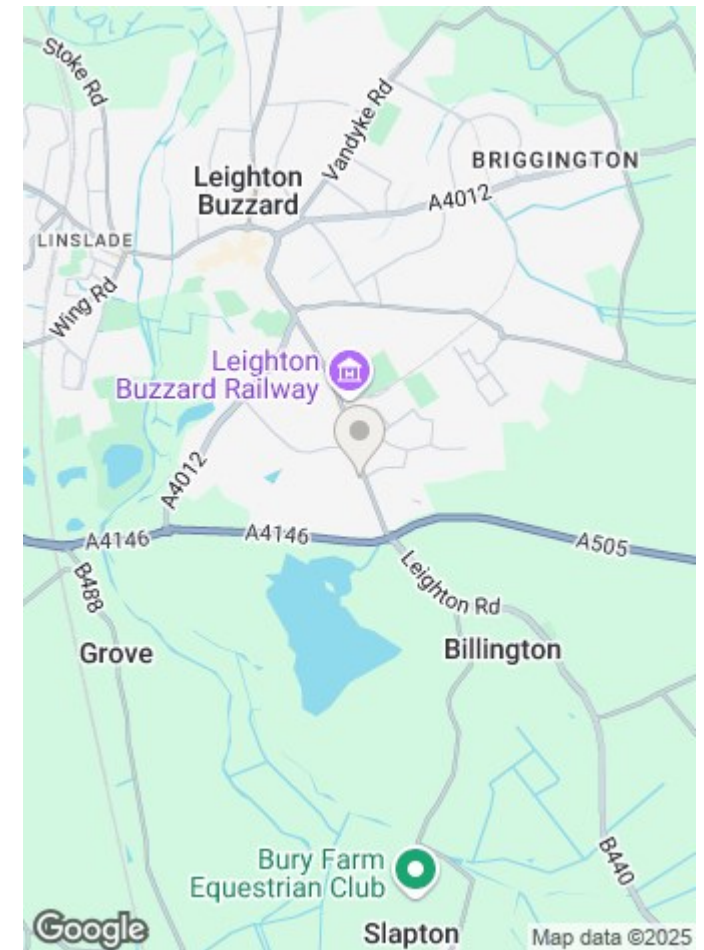 Stoke Rd
Vandyke Rd
BRIGGINGTON
Leighton
Buzzard
A4012
LINSLADE
Wing Rd
Leighton
Buzzard Railway
A4012
A4146
A4146
A505
B488
Leighton Rd
Grove
Billington
Bury Farm
Equestrian Club
B440
Slapton
Google
Map data ©2025